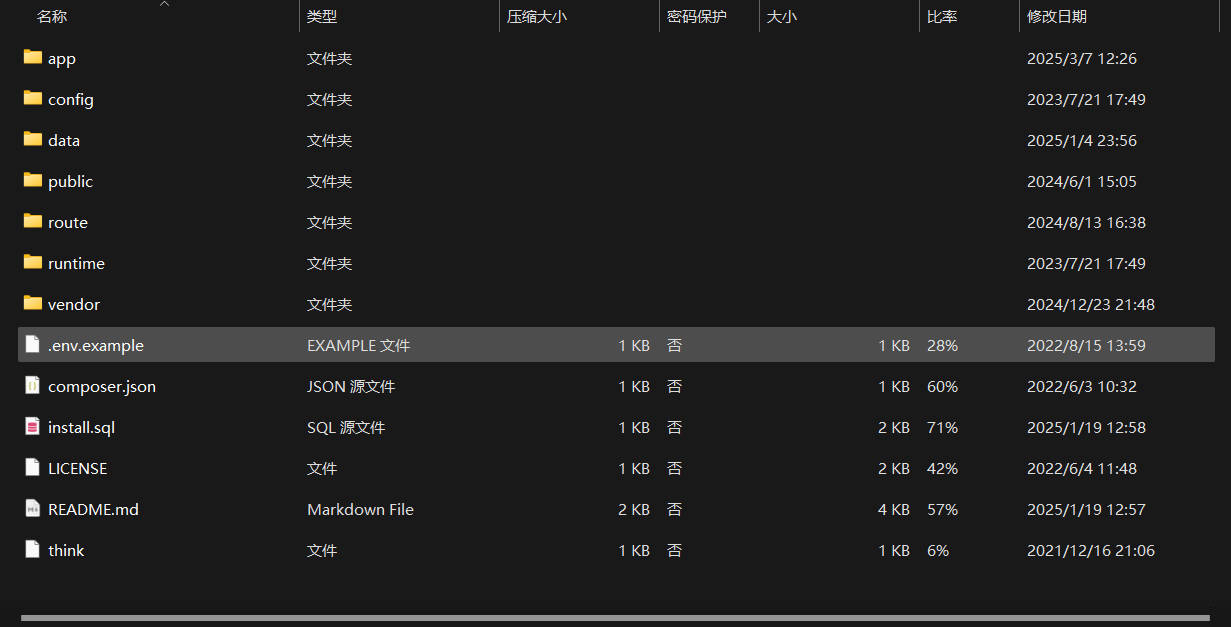 名称 类型 压缩大小 密码保护 大小 比率 修改日期
app 文件夹 2025/3/7 12:26
config 文件夹 2023/7/21 17:49
data 文件夹 2025/1/4 23:56
public 文件夹 2024/6/1 15:05
route 文件夹 2024/8/13 16:38
runtime 文件夹 2023/7/21 17:49
vendor 文件夹 2024/12/23 21:48
.env.example EXAMPLE 文件 1 KB 否 1 KB 28% 2022/8/15 13:59
composer.json JSON 源文件 1 KB 否 1 KB 60% 2022/6/3 10:32
install.sql SQL 源文件 1 KB 否 2 KB 71% 2025/1/19 12:58
LICENSE 文件 1 KB 否 2 KB 42% 2022/6/4 11:48
README.md Markdown File 2 KB 否 4 KB 57% 2025/1/19 12:57
think 文件 1 KB 否 1 KB 6% 2021/12/16 21:06